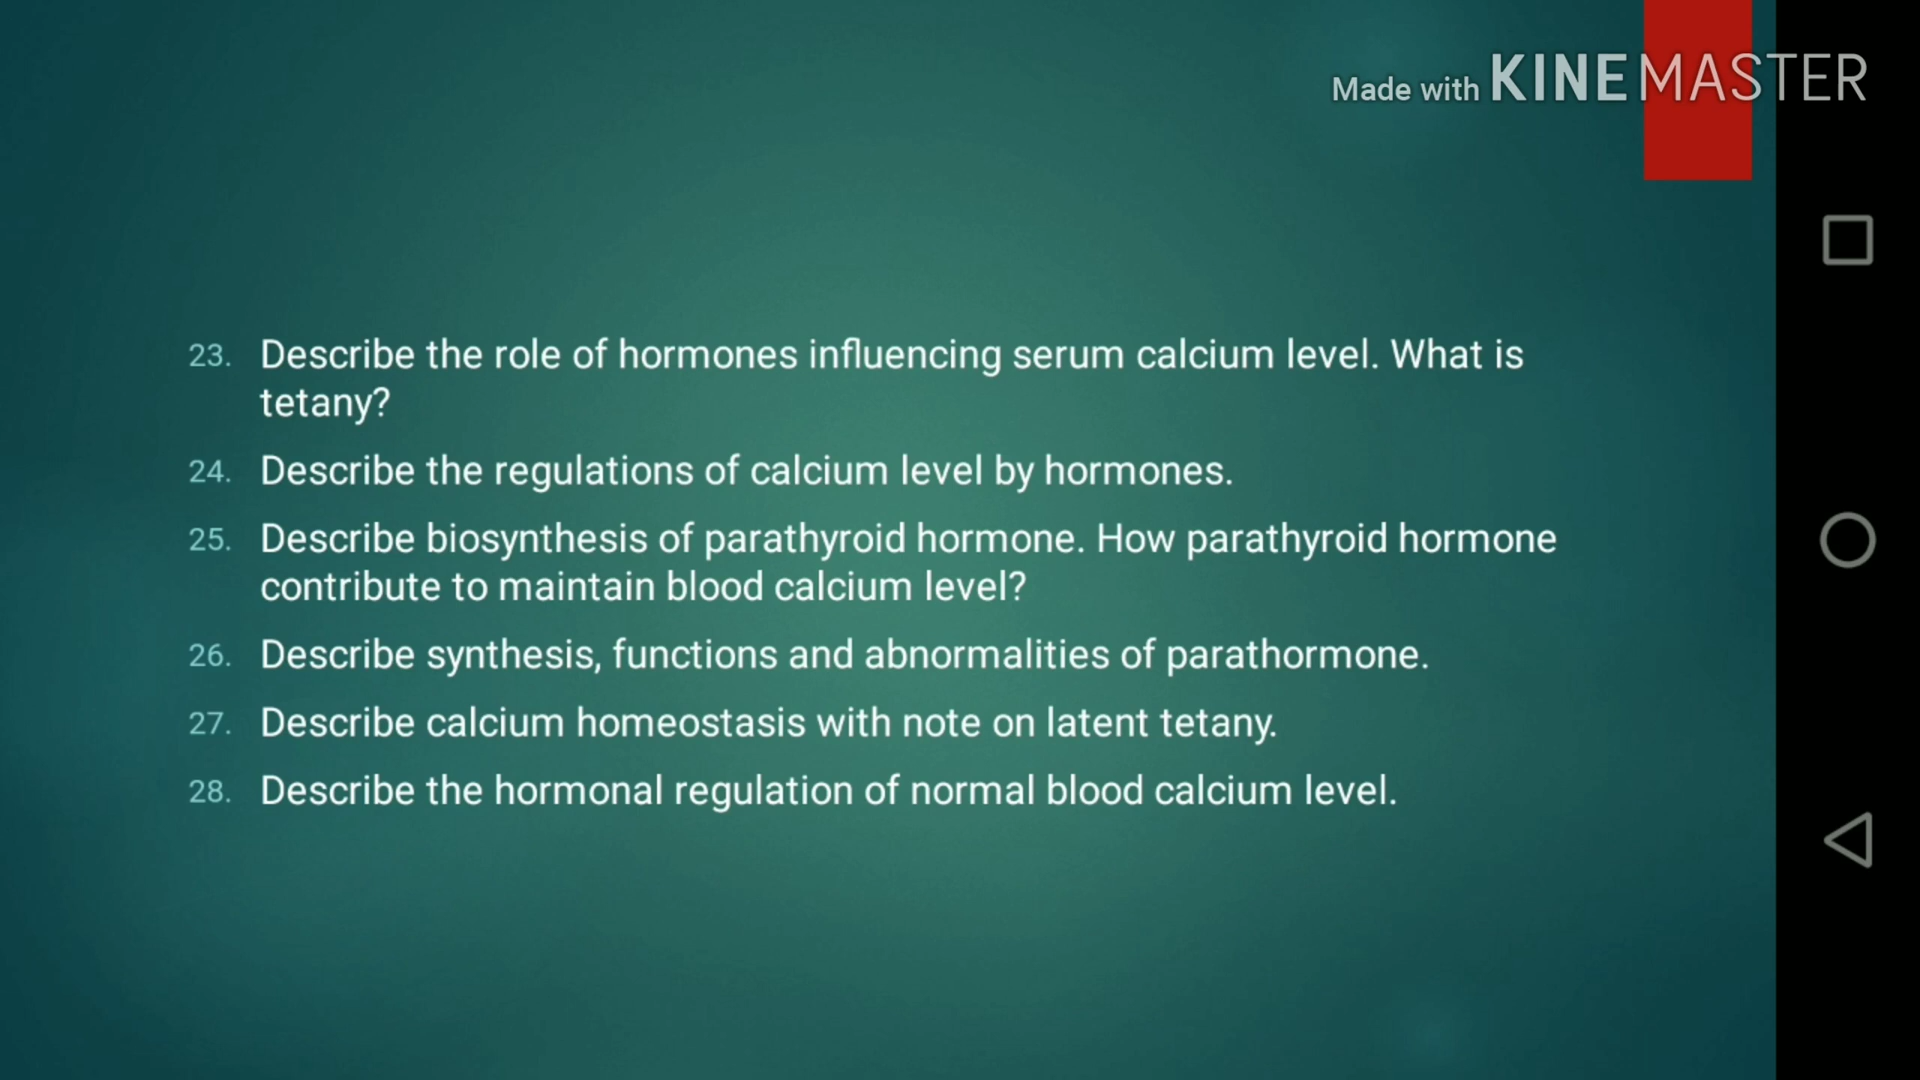 Made with KINEMASTER
23. Describe the role of hormones influencing serum calcium level. What is
tetany?
24. Describe the regulations of calcium level by hormones.
25. Describe biosynthesis of parathyroid hormone. How parathyroid hormone
contribute to maintain blood calcium level?
26. Describe synthesis, functions and abnormalities of parathormone.
27. Describe calcium homeostasis with note on latent tetany.
28. Describe the hormonal regulation of normal blood calcium level.